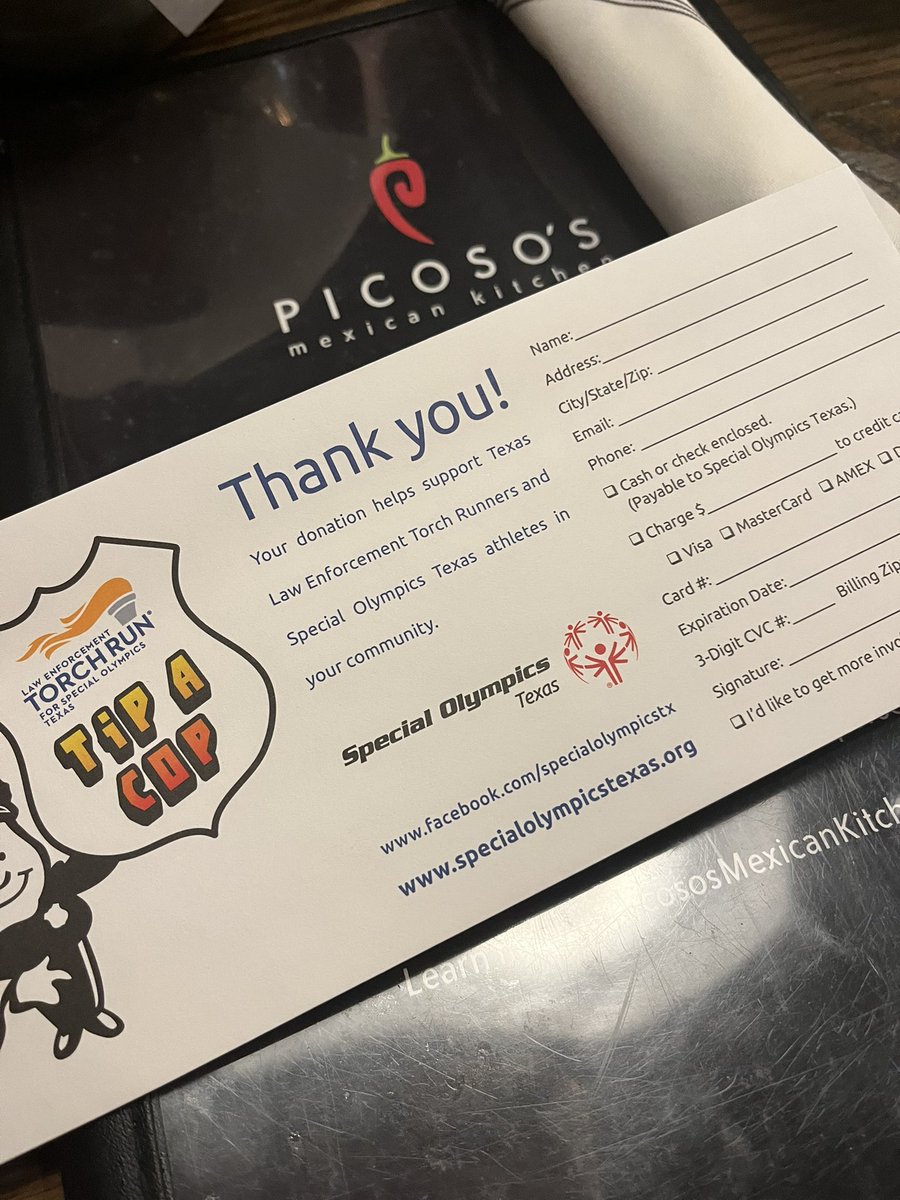 PICOSO'S
mexican kitchen
Thank you!
Your donation helps support Texas
Law Enforcement Torch Runners and
Special Olympics Texas athletes in
your community.
Special Olympics
Texas
www.facebook.com/specialolympicstx
www.specialolympicstexas.org
LAW ENFORCEMENT
TORCH RUN®
FOR SPECIAL OLYMPICS
TEXAS
TiP A
COP
Name:
Address:
City/State/Zip:
Email:
Phone:
❏ Cash or check enclosed.
(Payable to Special Olympics Texas.)
❏ Charge $ to credit
❏ Visa ❏ MasterCard ❏ AMEX ❏
Card #:
Expiration Date:
3-Digit CVC #: Billing Zip
Signature:
❏ I'd like to get more
Learn